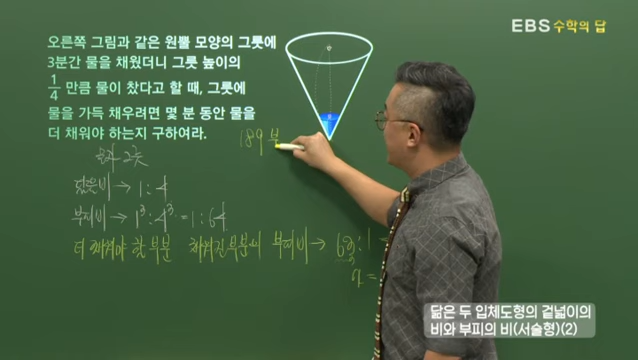 EBS 수학의 답
오른쪽 그림과 같은 원뿔 모양의 그릇에
3분간 물을 채웠더니 그릇 높이의
1/4 만큼 물이 찼다고 할 때, 그릇에
물을 가득 채우려면 몇 분 동안 물을
더 채워야 하는지 구하여라.
189 분
닮은비 → 1:4
부피비 → 1³:4³=1:64
더 채워야 할 부분 채워진 부분의 부피비 → 63:1
닮은 두 입체도형의 겉넓이의
비와 부피의 비(서술형)(2)